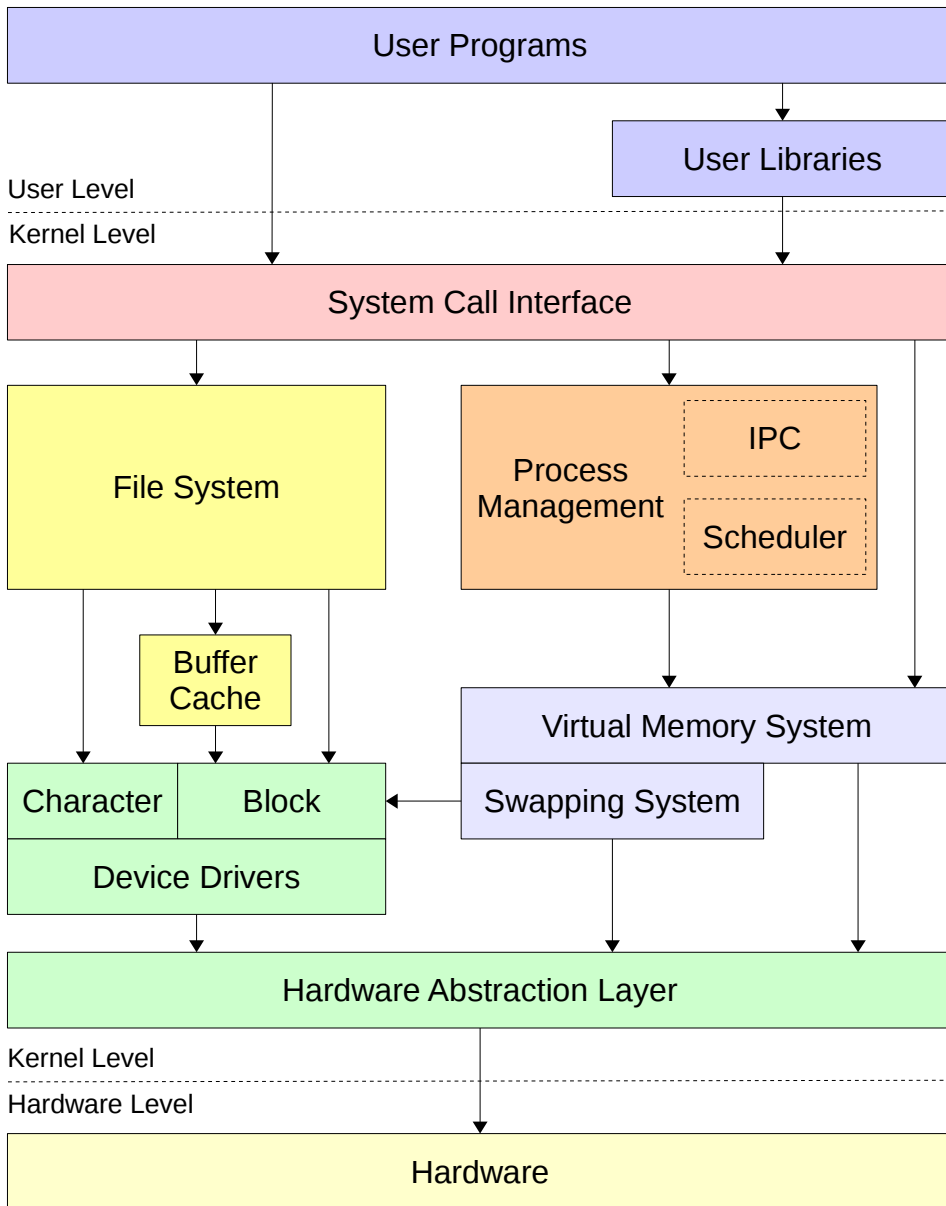 User Programs
User Libraries
User Level
Kernel Level
System Call Interface
File System
Process
Management
IPC
Scheduler
Buffer
Cache
Virtual Memory System
Character
Block
Swapping System
Device Drivers
Hardware Abstraction Layer
Kernel Level
Hardware Level
Hardware